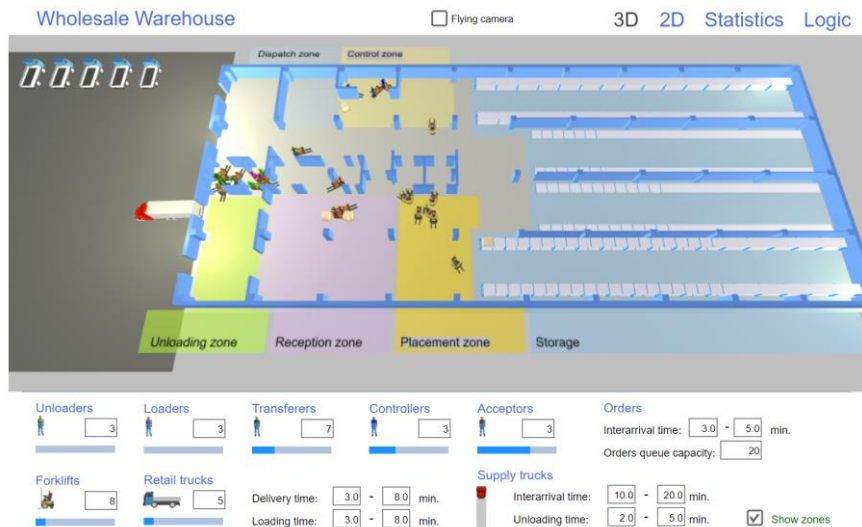 Wholesale Warehouse Flying camera 3D 2D Statistics Logic
Dispatch zone Control zone
Unloading zone Reception zone Placement zone Storage
Unloaders Loaders Transferers Controllers Acceptors Orders
3 3 7 3 3 Interarrival time: 3.0 - 5.0 min.
Orders queue capacity: 20
Forklifts Retail trucks Supply trucks
8 5 Delivery time: 3.0 - 8.0 min. Interarrival time: 10.0 - 20.0 min.
Loading time: 3.0 - 8.0 min. Unloading time: 2.0 - 5.0 min. Show zones